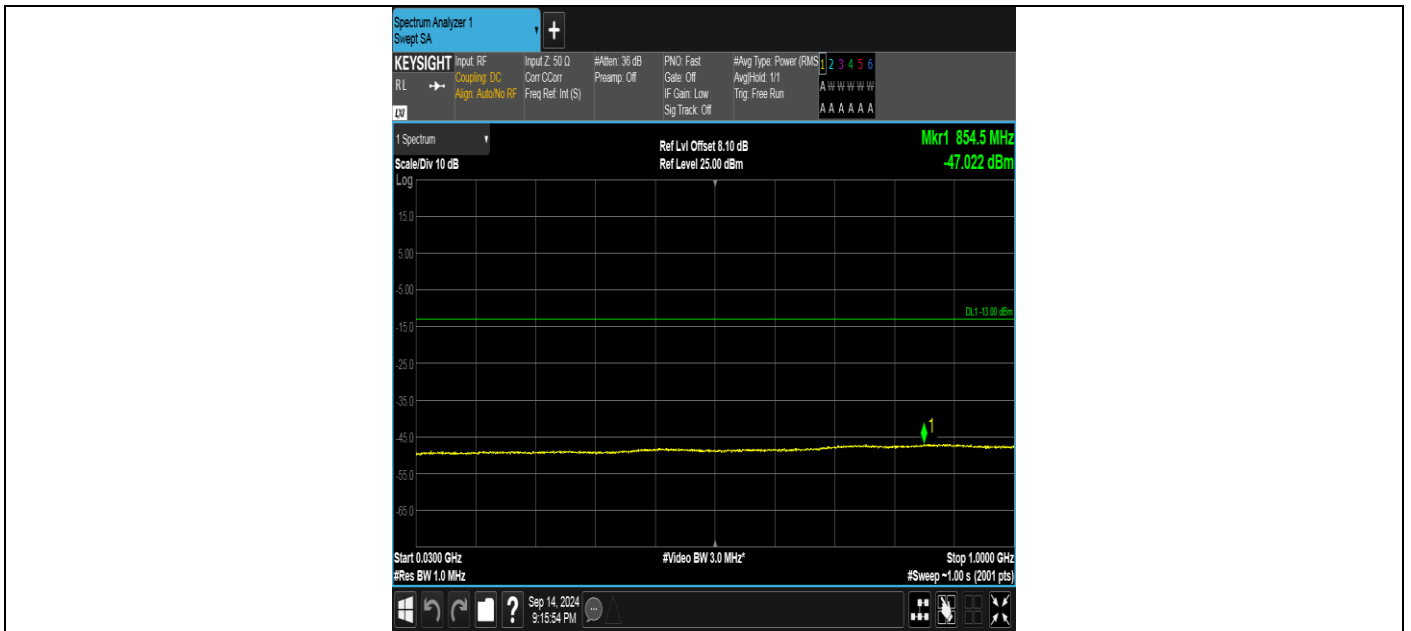 Spectrum Analyzer 1
Swept SA
+
KEYSIGHT
RL
LXI
Input: RF
Coupling: DC
Align: Auto/No RF
Input Z: 50 Ω
Corr CCorr
Freq Ref: Int (S)
#Atten: 36 dB
Preamp: Off
PNO: Fast
Gate: Off
IF Gain: Low
Sig Track: Off
#Avg Type: Power (RMS
Avg|Hold: 1/1
Trig: Free Run
1 2 3 4 5 6
A W W W W W
A A A A A A
1 Spectrum
Scale/Div 10 dB
Ref Lvl Offset 8.10 dB
Ref Level 25.00 dBm
Mkr1 854.5 MHz
-47.022 dBm
Log
15.0
5.00
-5.00
DL1 -13.00 dBm
-15.0
-25.0
-35.0
1
-45.0
-55.0
-65.0
Start 0.0300 GHz
#Video BW 3.0 MHz*
Stop 1.0000 GHz
#Res BW 1.0 MHz
#Sweep ~1.00 s (2001 pts)
?
Sep 14, 2024
9:15:54 PM